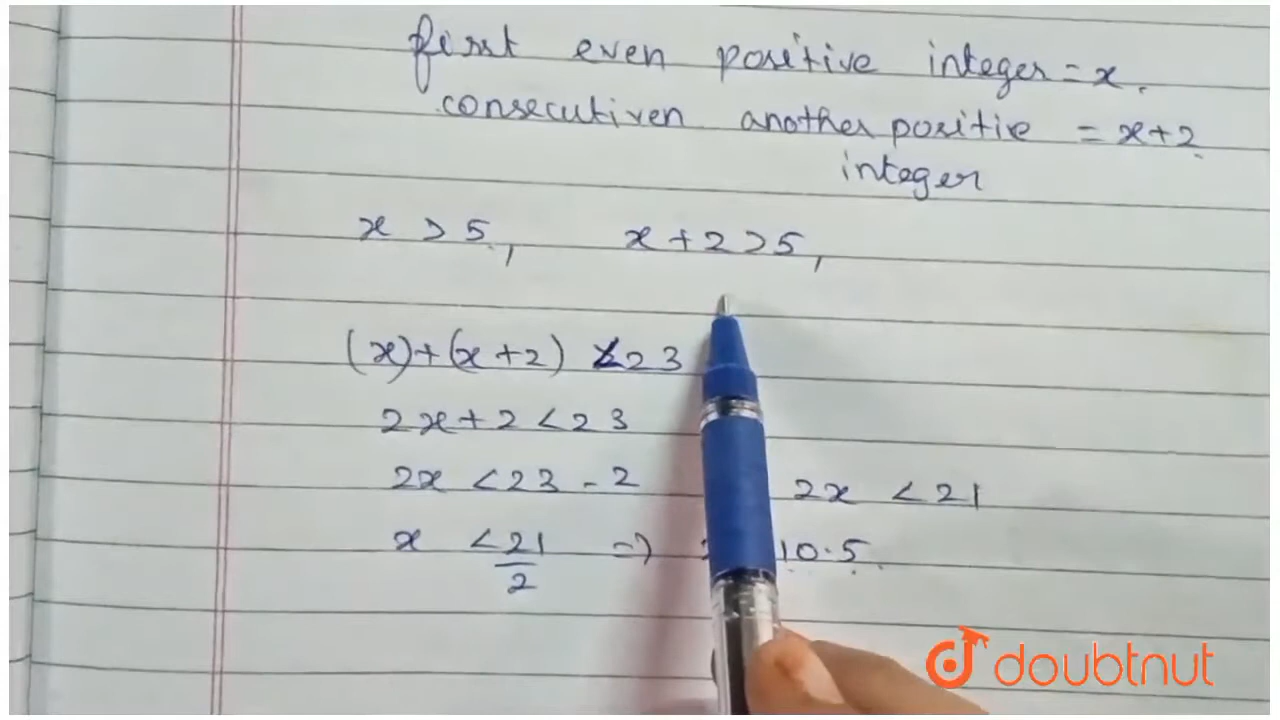 first even positive integer = x.
consecutiven another positie = x+2
integer
x > 5, x + 2 > 5,
(x)+(x+2) < 23
2x + 2 < 23
2x < 23 - 2 2x < 21
x < 21/2 => 10.5
doubtnut